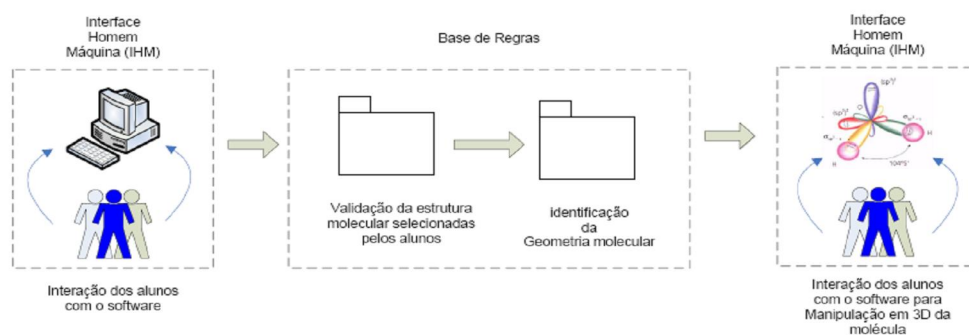 Interface
Homem
Máquina (IHM)
Interação dos alunos
com o software
Base de Regras
Validação da estrutura
molecular selecionadas
pelos alunos
identificação
da
Geometria molecular
Interface
Homem
Máquina (IHM)
104°5'
H
H
Interação dos alunos
com o software para
Manipulação em 3D da
molécula